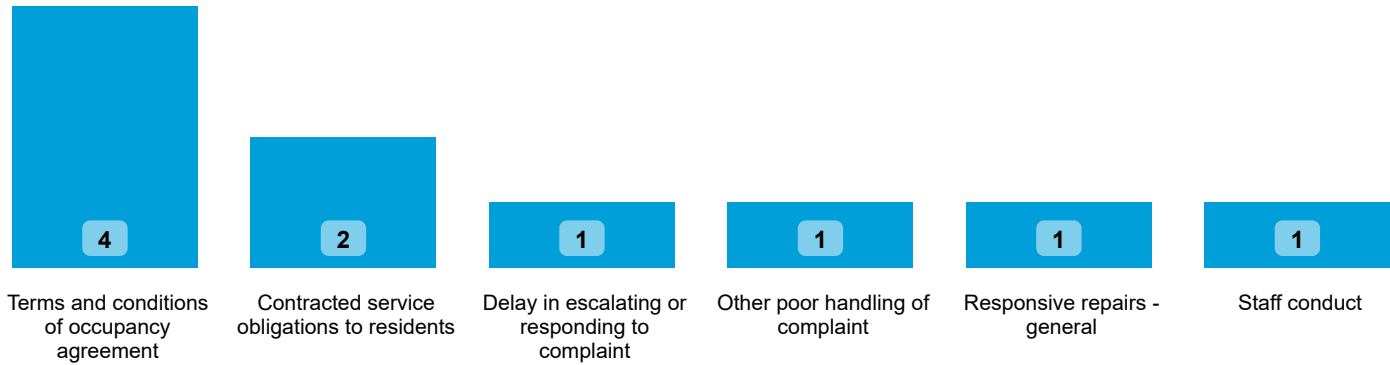 4
2
1
1
1
1
Terms and conditions
of occupancy
agreement
Contracted service
obligations to residents
Delay in escalating or
responding to
complaint
Other poor handling of
complaint
Responsive repairs -
general
Staff conduct